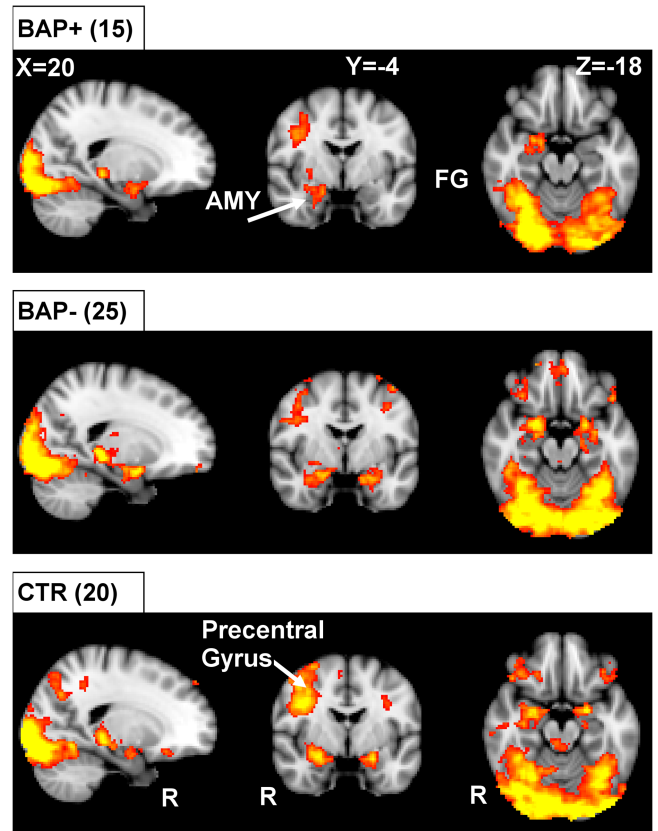 BAP+ (15)
X=20
Y=-4
Z=-18
AMY
FG
BAP- (25)
CTR (20)
Precentral
Gyrus
R
R
R